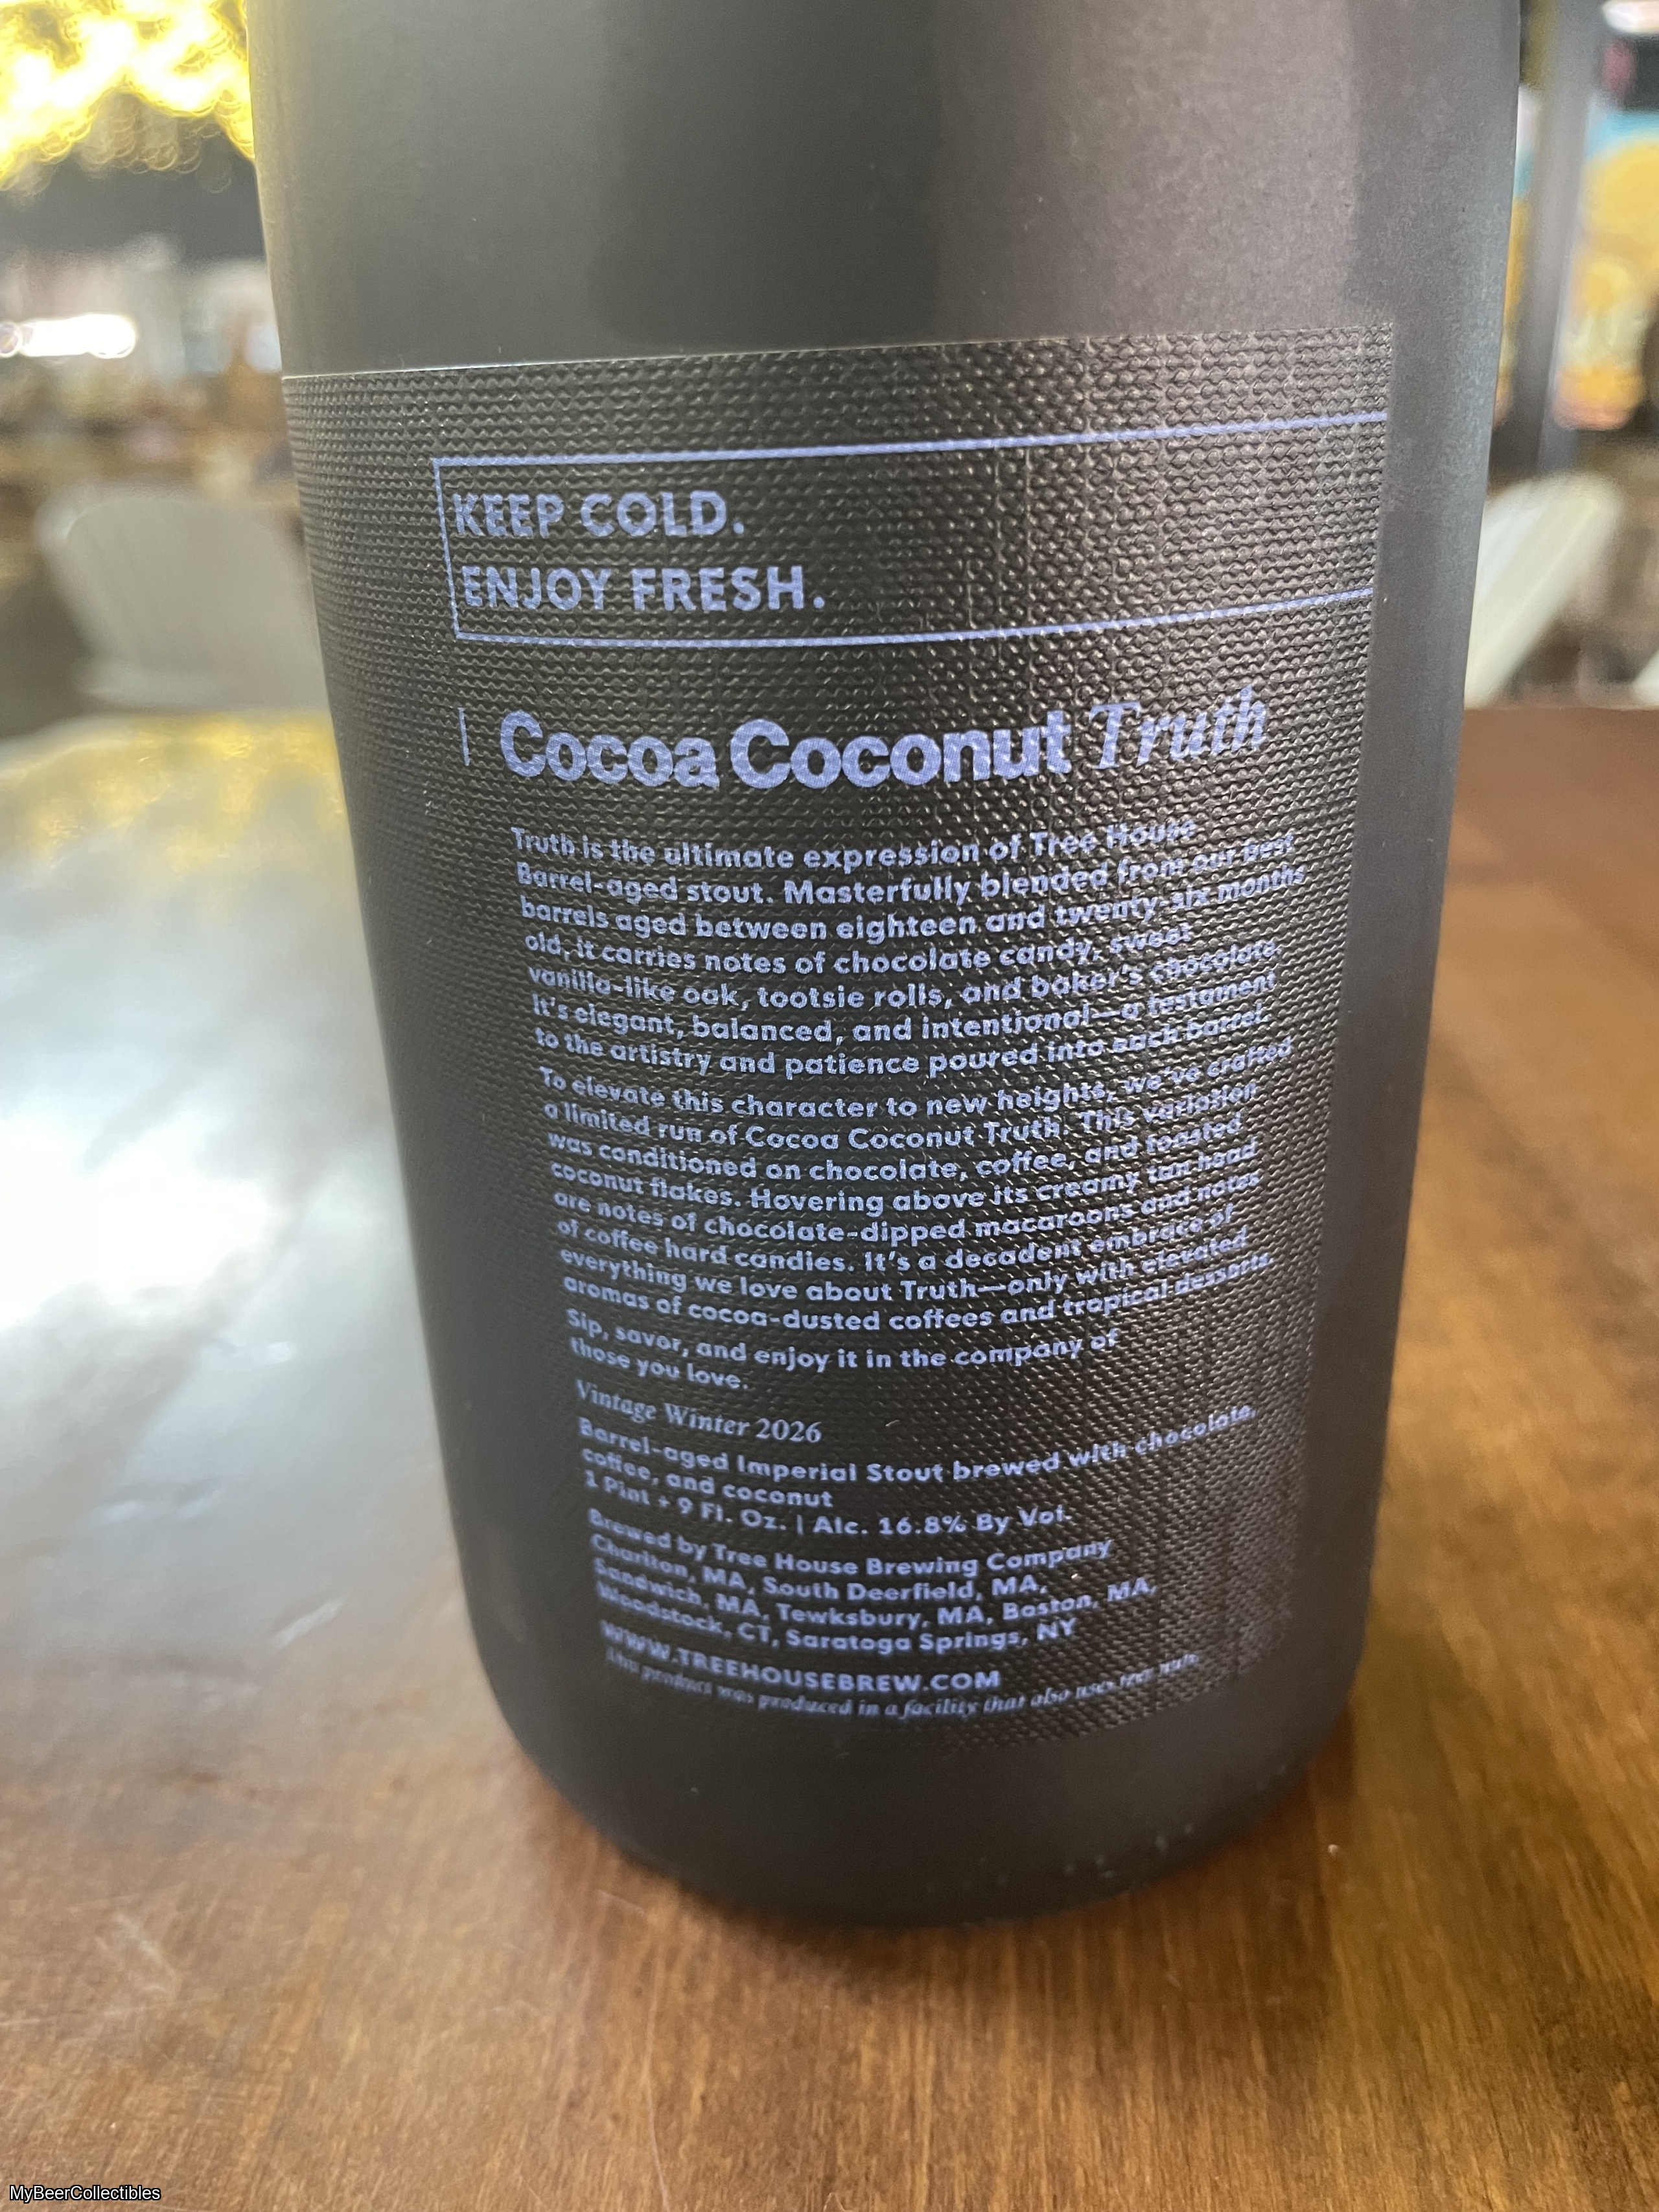 KEEP COLD.
ENJOY FRESH.
Cocoa Coconut Truth
Truth is the ultimate expression of Tree House
Barrel-aged stout. Masterfully blended from our best
barrels aged between eighteen and twenty-six months
old, it carries notes of chocolate candy, sweet
vanilla-like oak, tootsie rolls, and baker's chocolate.
It's elegant, balanced, and intentional—a testament
to the artistry and patience poured into each barrel.
To elevate this character to new heights, we've crafted
a limited run of Cocoa Coconut Truth. This variation
was conditioned on chocolate, coffee, and toasted
coconut flakes. Hovering above its creamy tan head
are notes of chocolate-dipped macaroons and notes
of coffee hard candies. It's a decadent embrace of
everything we love about Truth—only with elevated
aromas of cocoa-dusted coffees and tropical desserts.
Sip, savor, and enjoy it in the company of
those you love.
Vintage Winter 2026
Barrel-aged Imperial Stout brewed with chocolate,
coffee, and coconut
1 Pint + 9 Fl. Oz. | Alc. 16.8% By Vol.
Brewed by Tree House Brewing Company
Charlton, MA, South Deerfield, MA,
Sandwich, MA, Tewksbury, MA, Boston, MA,
Woodstock, CT, Saratoga Springs, NY
WWW.TREEHOUSEBREW.COM
This product was produced in a facility that also uses tree nuts.
MyBeerCollectibles